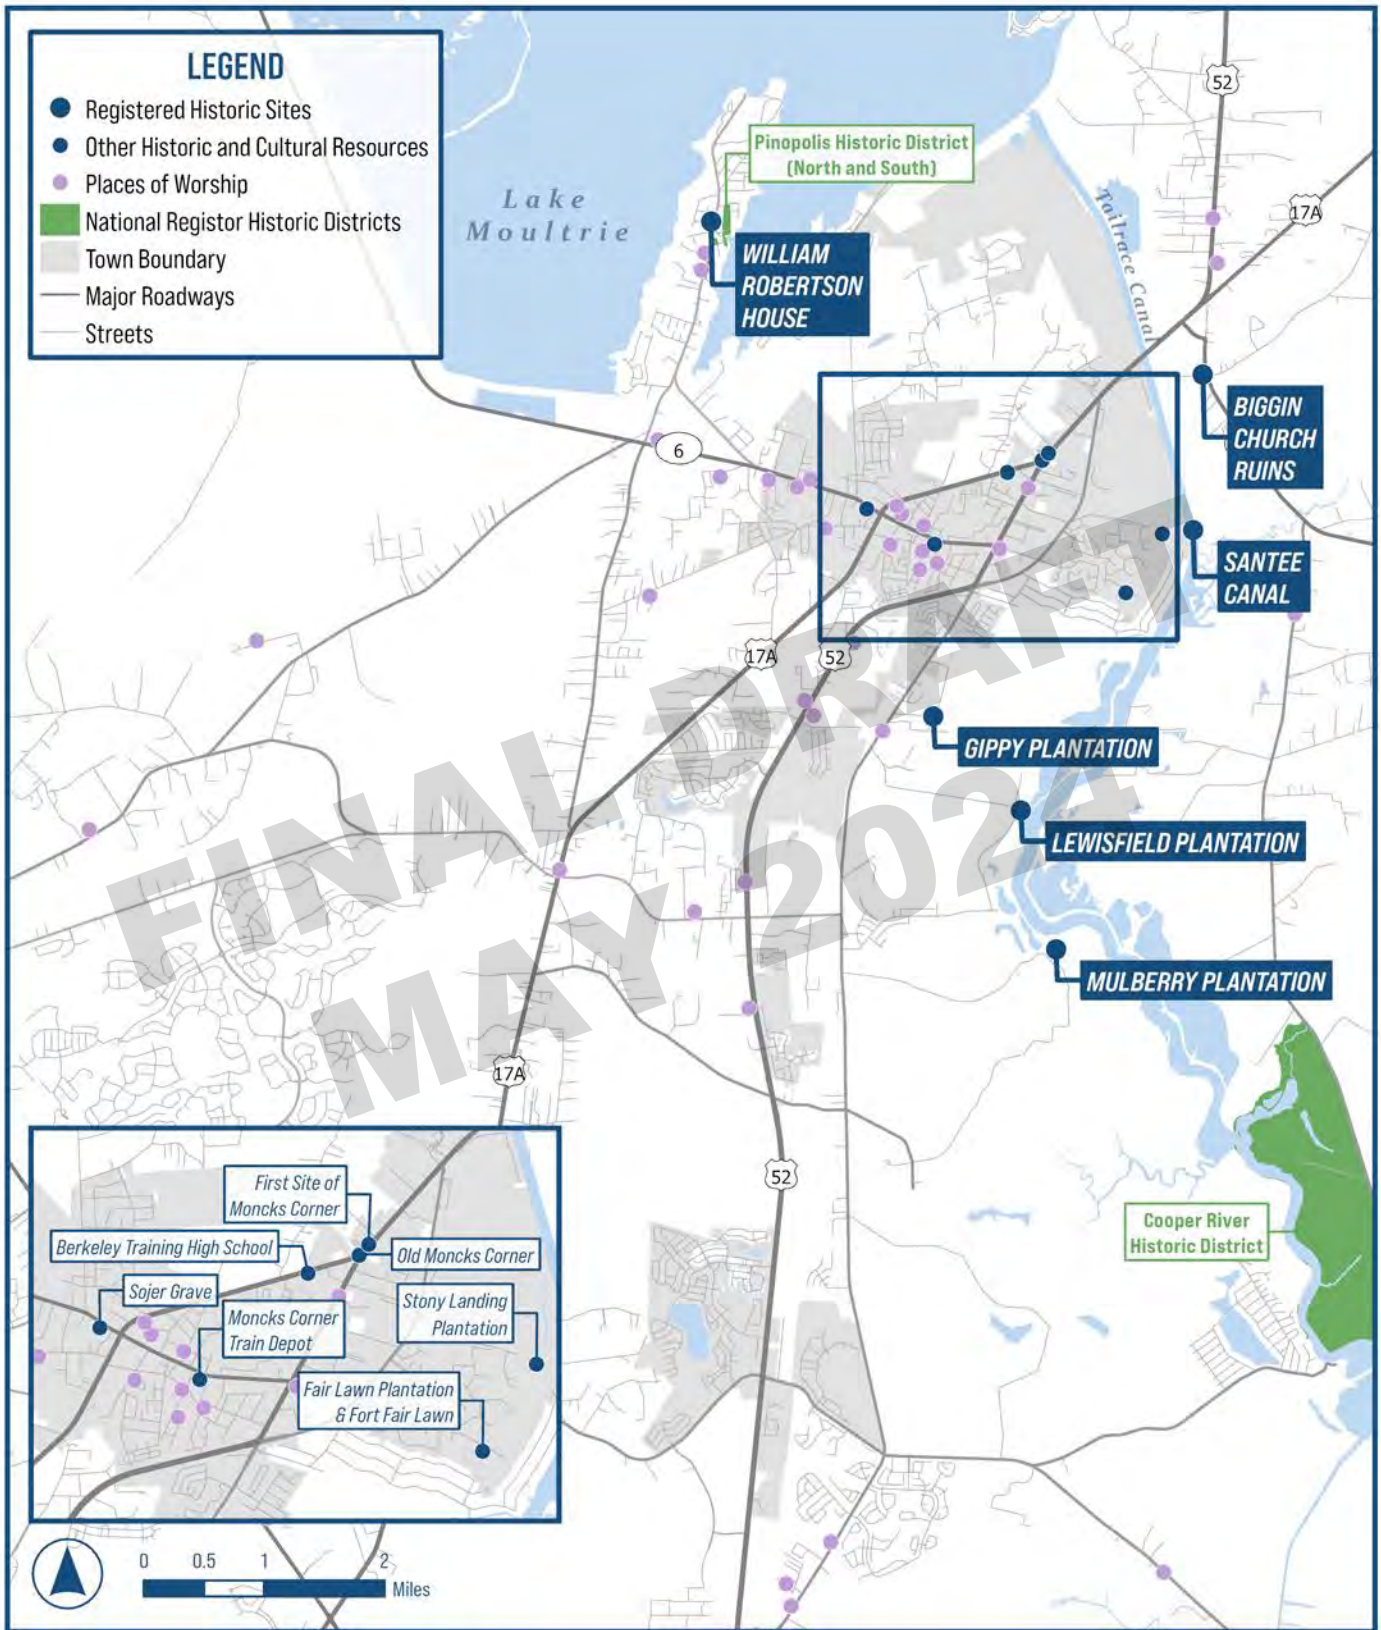 LEGEND
Registered Historic Sites
Other Historic and Cultural Resources
Places of Worship
National Registor Historic Districts
Town Boundary
Major Roadways
Streets
52
Pinopolis Historic District
(North and South)
Lake
Moultrie
Tailrace Canal
17A
WILLIAM
ROBERTSON
HOUSE
BIGGIN
CHURCH
RUINS
6
SANTEE
CANAL
17A
52
GIPPY PLANTATION
LEWISFIELD PLANTATION
MULBERRY PLANTATION
FINAL DRAFT
MAY 2024
17A
52
Cooper River
Historic District
First Site of
Moncks Corner
Berkeley Training High School
Old Moncks Corner
Sojer Grave
Moncks Corner
Train Depot
Stony Landing
Plantation
Fair Lawn Plantation
& Fort Fair Lawn
0 0.5 1 2
Miles